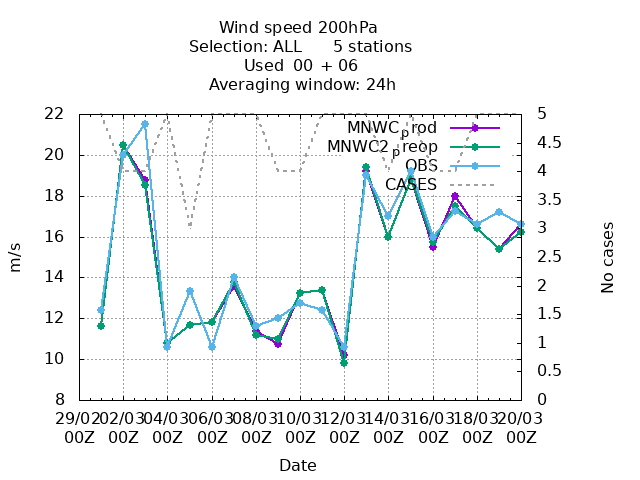 Wind speed 200hPa
Selection: ALL 5 stations
Used 00 + 06
Averaging window: 24h
MNWC_prod
MNWC2_preop
OBS
CASES
22
20
18
16
14
12
10
8
m/s
5
4.5
4
3.5
3
2.5
2
1.5
1
0.5
0
No cases
29/02 02/03 04/03 06/03 08/03 10/03 12/03 14/03 16/03 18/03 20/03
00Z 00Z 00Z 00Z 00Z 00Z 00Z 00Z 00Z 00Z 00Z
Date